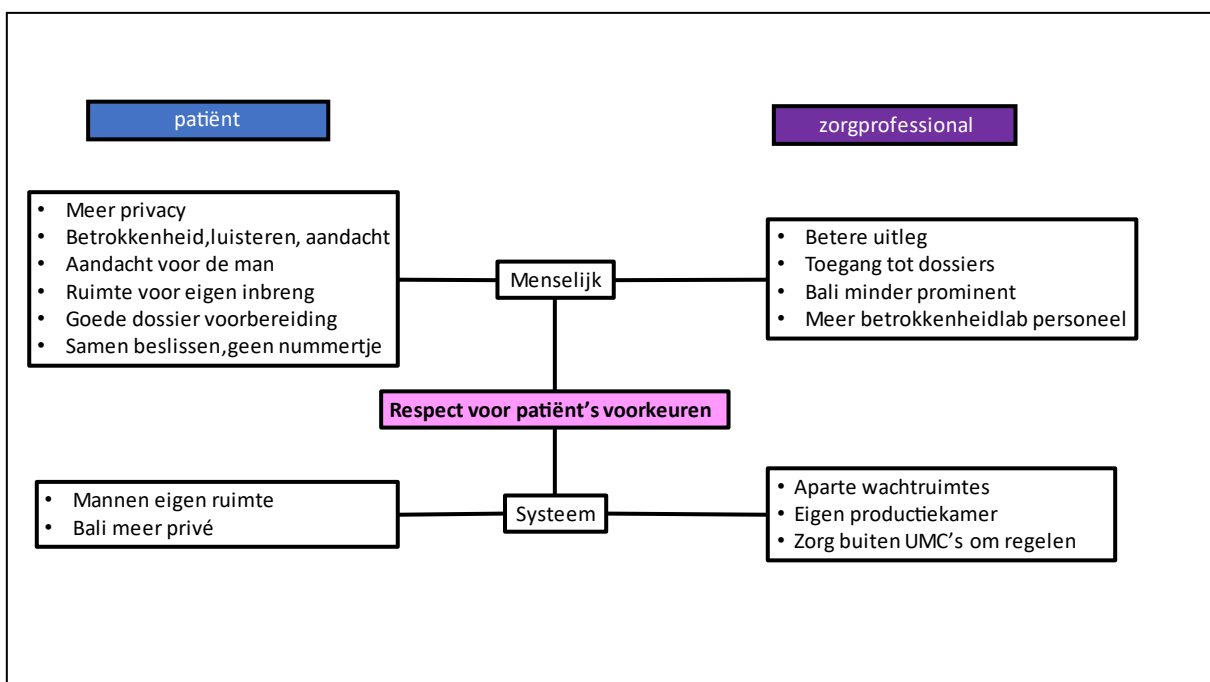 patiënt
zorgprofessional
• Meer privacy
• Betrokkenheid,luisteren, aandacht
• Aandacht voor de man
• Ruimte voor eigen inbreng
• Goede dossier voorbereiding
• Samen beslissen,geen nummertje
Menselijk
• Betere uitleg
• Toegang tot dossiers
• Bali minder prominent
• Meer betrokkenheidlab personeel
Respect voor patiënt’s voorkeuren
• Mannen eigen ruimte
• Bali meer privé
Systeem
• Aparte wachtruimtes
• Eigen productiekamer
• Zorg buiten UMC’s om regelen